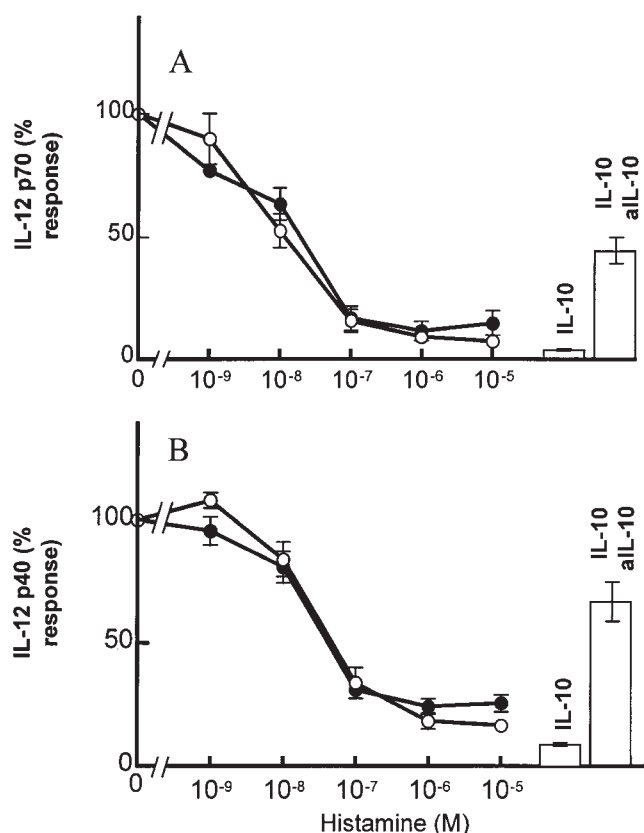 A
IL-12 p70 (%
response)
100
50
0
0 10⁻⁹ 10⁻⁸ 10⁻⁷ 10⁻⁶ 10⁻⁵
IL-10
IL-10
aIL-10
B
IL-12 p40 (%
response)
100
50
0
0 10⁻⁹ 10⁻⁸ 10⁻⁷ 10⁻⁶ 10⁻⁵
IL-10
IL-10
aIL-10
Histamine (M)